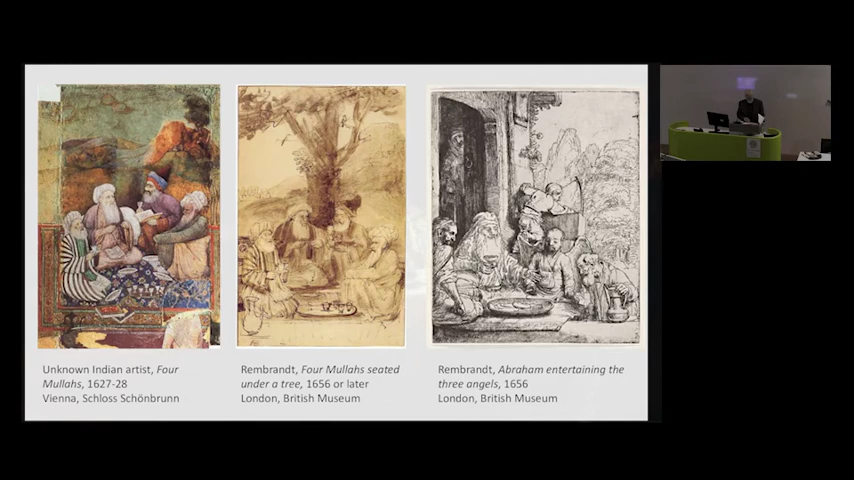 Unknown Indian artist, Four
Mullahs, 1627-28
Vienna, Schloss Schönbrunn
Rembrandt, Four Mullahs seated
under a tree, 1656 or later
London, British Museum
Rembrandt, Abraham entertaining the
three angels, 1656
London, British Museum